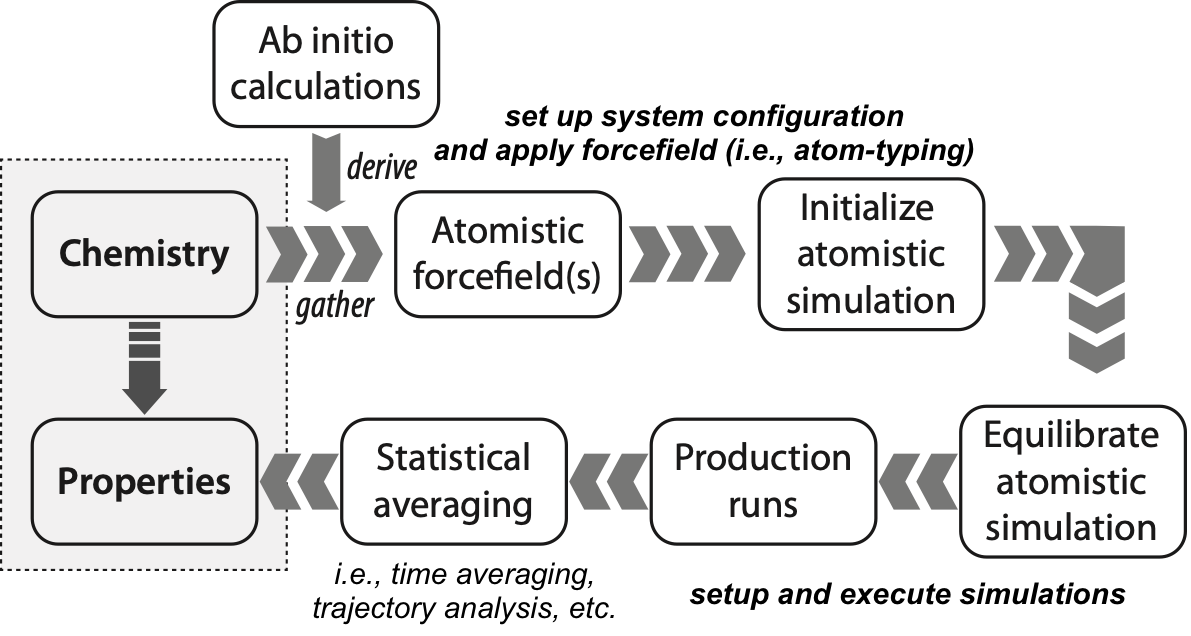 Ab initio
calculations
set up system configuration
and apply forcefield (i.e., atom-typing)
derive
Chemistry
gather
Atomistic
forcefield(s)
Initialize
atomistic
simulation
Equilibrate
atomistic
simulation
Production
runs
Statistical
averaging
Properties
i.e., time averaging,
trajectory analysis, etc.
setup and execute simulations